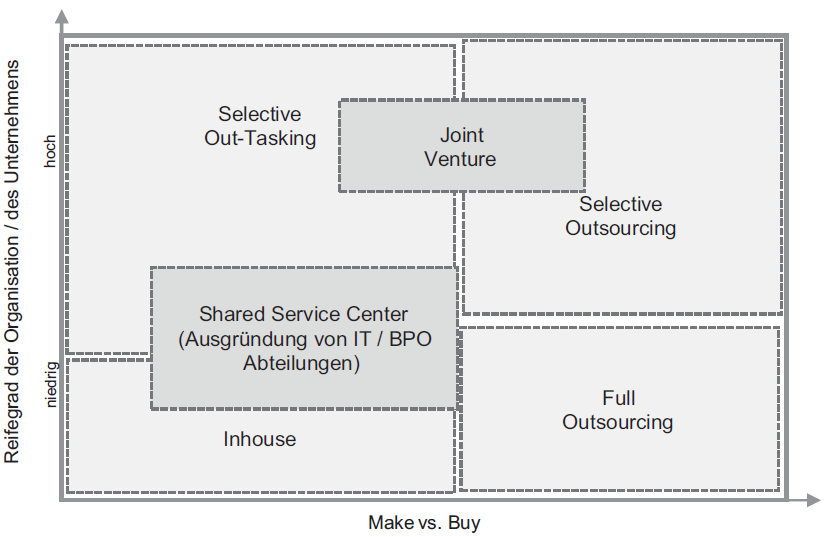 Reifegrad der Organisation / des Unternehmens
hoch
niedrig
Selective
Out-Tasking
Joint
Venture
Selective
Outsourcing
Shared Service Center
(Ausgründung von IT / BPO
Abteilungen)
Inhouse
Full
Outsourcing
Make vs. Buy